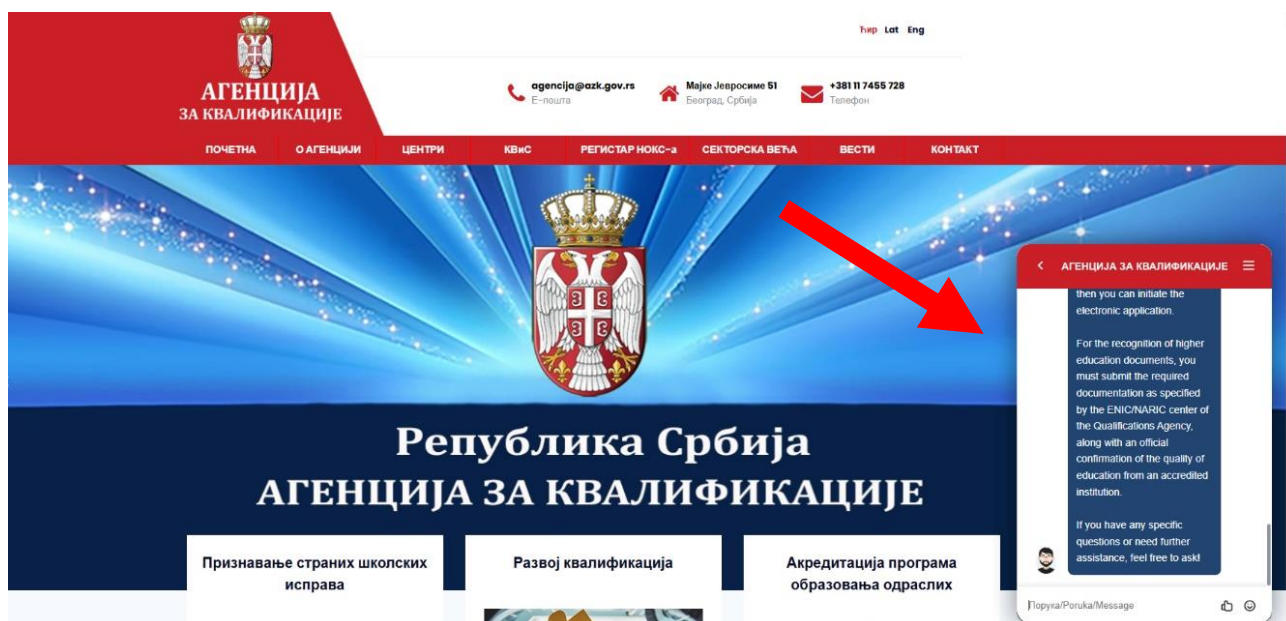 Ћир Lat Eng
АГЕНЦИЈА
ЗА КВАЛИФИКАЦИЈЕ
agencija@azk.gov.rs
Е-пошта
Мајке Јевросиме 51
Београд, Србија
+381 11 7455 728
Телефон
ПОЧЕТНА О АГЕНЦИЈИ ЦЕНТРИ КВиС РЕГИСТАР НОКС-а СЕКТОРСКА ВЕЋА ВЕСТИ КОНТАКТ
Република Србија
АГЕНЦИЈА ЗА КВАЛИФИКАЦИЈЕ
Признавање страних школских
исправа
Развој квалификација
Акредитација програма
образовања одраслих
АГЕНЦИЈА ЗА КВАЛИФИКАЦИЈЕ
then you can initiate the
electronic application.
For the recognition of higher
education documents, you
must submit the required
documentation as specified
by the ENIC/NARIC center of
the Qualifications Agency,
along with an official
confirmation of the quality of
education from an accredited
institution.
If you have any specific
questions or need further
assistance, feel free to ask!
Порука/Poruka/Message